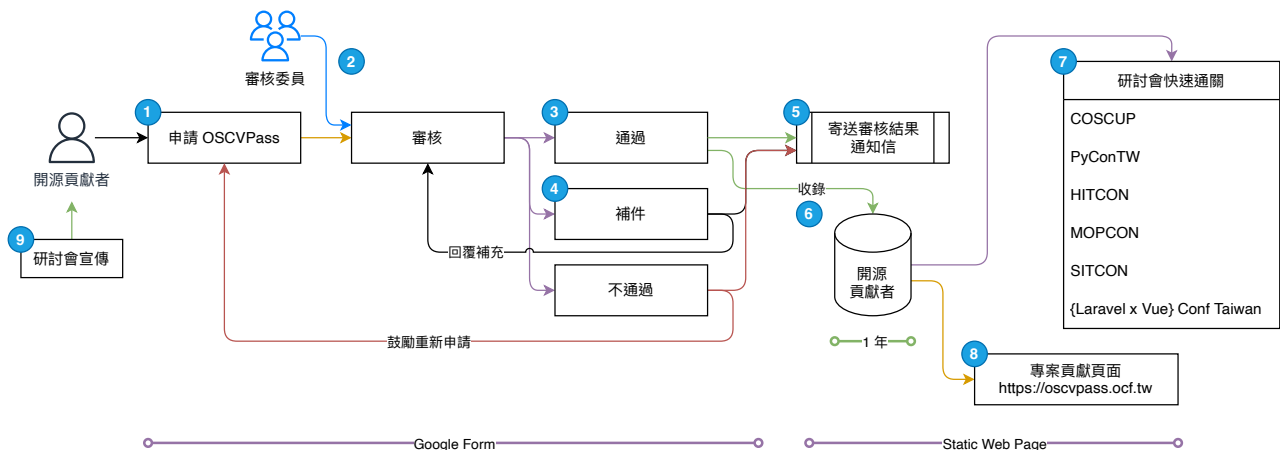 審核委員
2
1
申請 OSCVPass
審核
3
通過
5
寄送審核結果
通知信
7
研討會快速通關
COSCUP
PyConTW
HITCON
MOPCON
SITCON
{Laravel x Vue} Conf Taiwan
開源貢獻者
4
補件
收錄
6
9
研討會宣傳
回覆補充
不通過
開源
貢獻者
鼓勵重新申請
1 年
8
專案貢獻頁面
https://oscvpass.ocf.tw
Google Form
Static Web Page